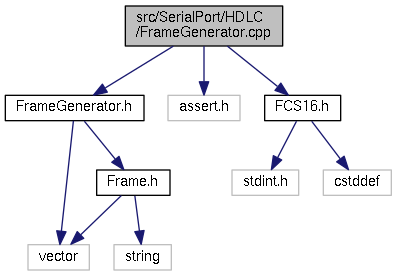 src/SerialPort/HDLC
/FrameGenerator.cpp
FrameGenerator.h
assert.h
FCS16.h
Frame.h
stdint.h
cstddef
vector
string